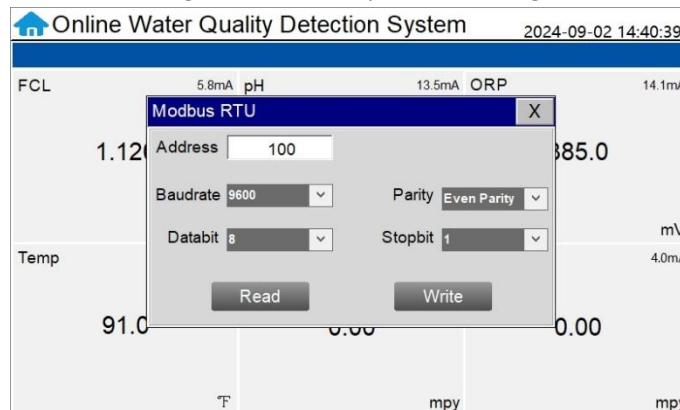 Online Water Quality Detection System 2024-09-02 14:40:39
FCL 5.8mA pH 13.5mA ORP 14.1mA
Modbus RTU X
Address 100
1.120 385.0
Baudrate 9600 Parity Even Parity
Databit 8 Stopbit 1
mV
Temp 4.0mA
Read Write
91.0 0.00 0.00
℉ mpy mpy